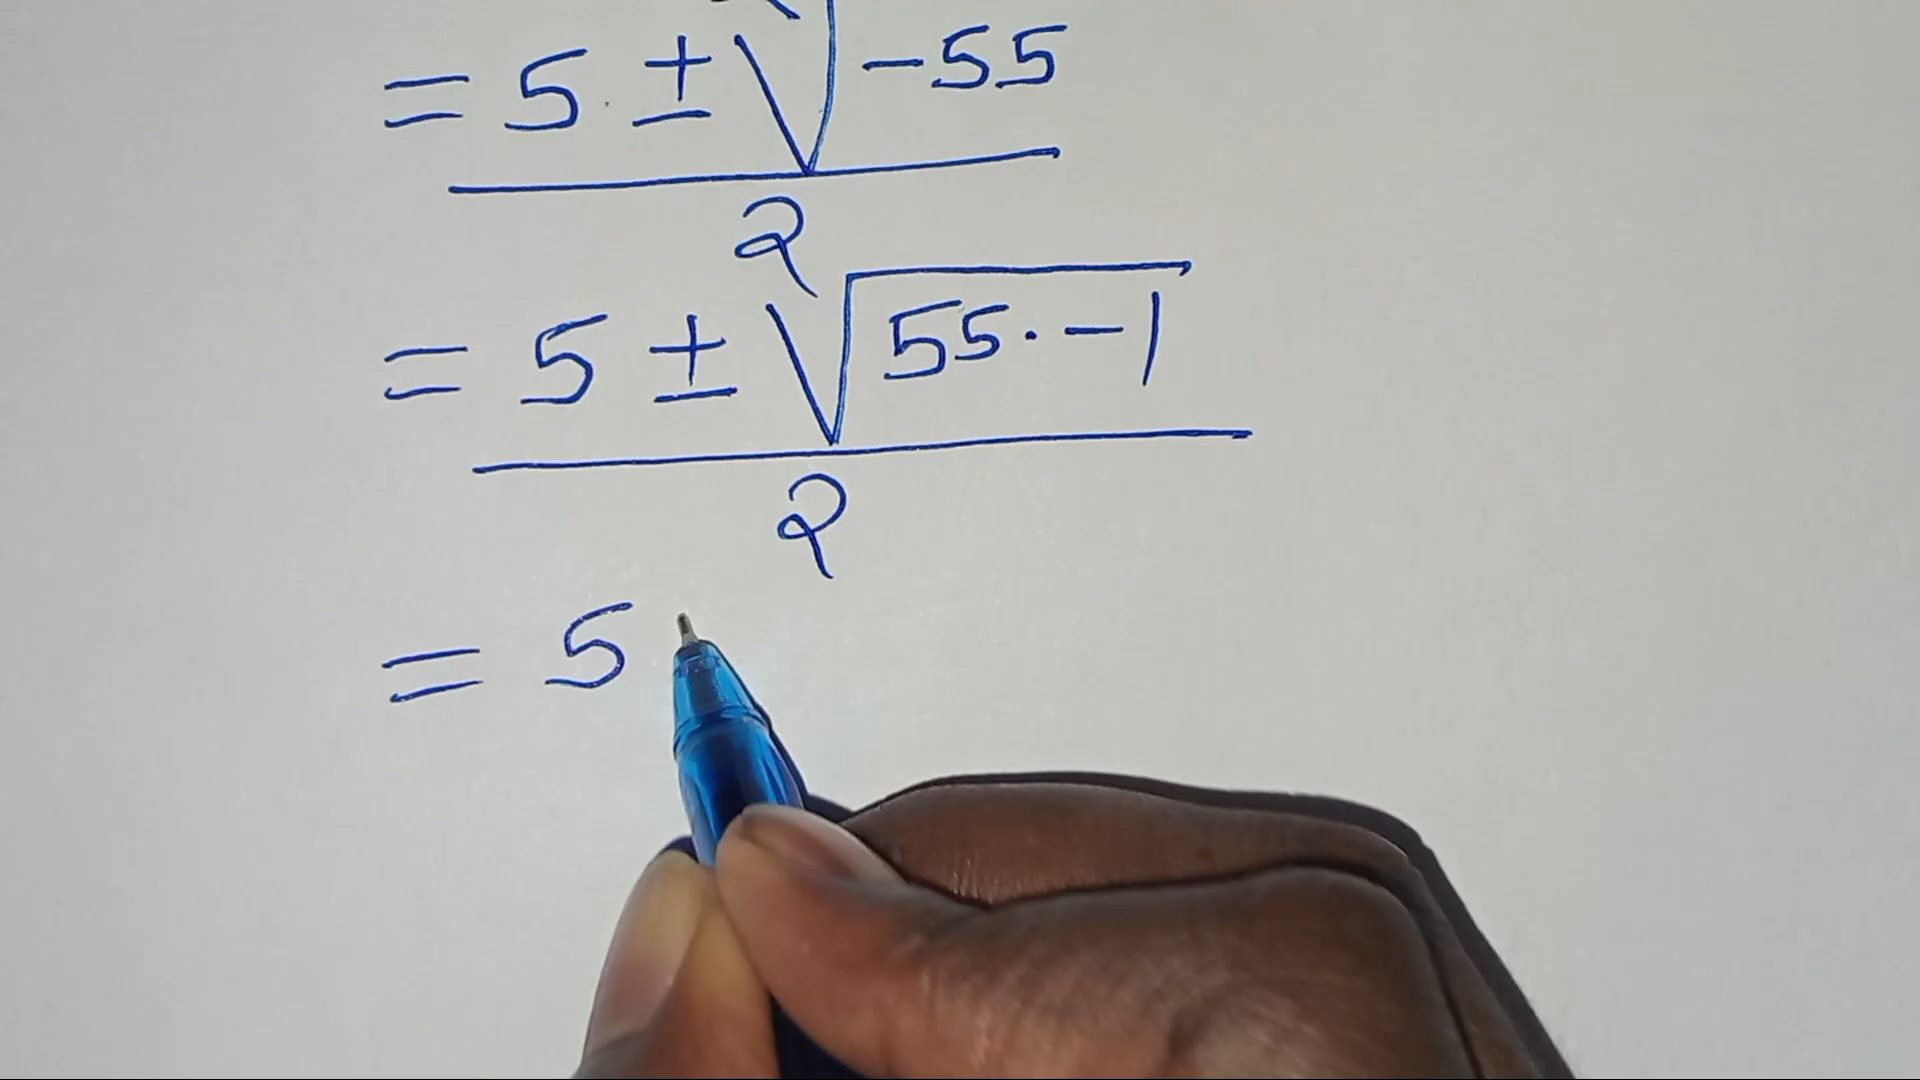 = 5 ± √-55
2
= 5 ± √55·-1
2
= 5